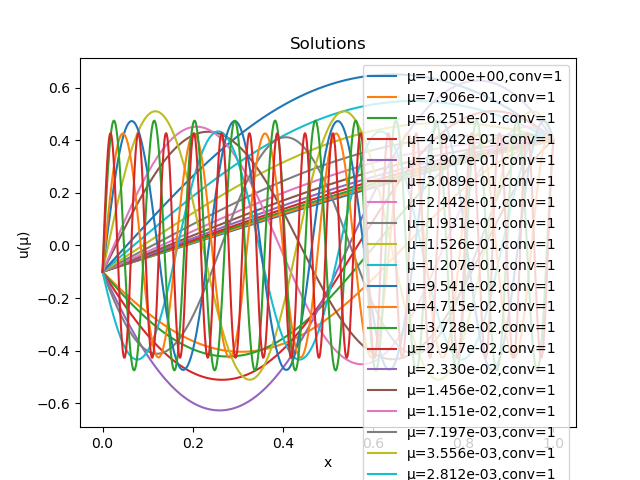 Solutions
0.6
0.4
0.2
0.0
−0.2
−0.4
−0.6
u(μ)
0.0
0.2
0.4
0.6
0.8
1.0
x
μ=1.000e+00,conv=1
μ=7.906e-01,conv=1
μ=6.251e-01,conv=1
μ=4.942e-01,conv=1
μ=3.907e-01,conv=1
μ=3.089e-01,conv=1
μ=2.442e-01,conv=1
μ=1.931e-01,conv=1
μ=1.526e-01,conv=1
μ=1.207e-01,conv=1
μ=9.541e-02,conv=1
μ=4.715e-02,conv=1
μ=3.728e-02,conv=1
μ=2.947e-02,conv=1
μ=2.330e-02,conv=1
μ=1.456e-02,conv=1
μ=1.151e-02,conv=1
μ=7.197e-03,conv=1
μ=3.556e-03,conv=1
μ=2.812e-03,conv=1